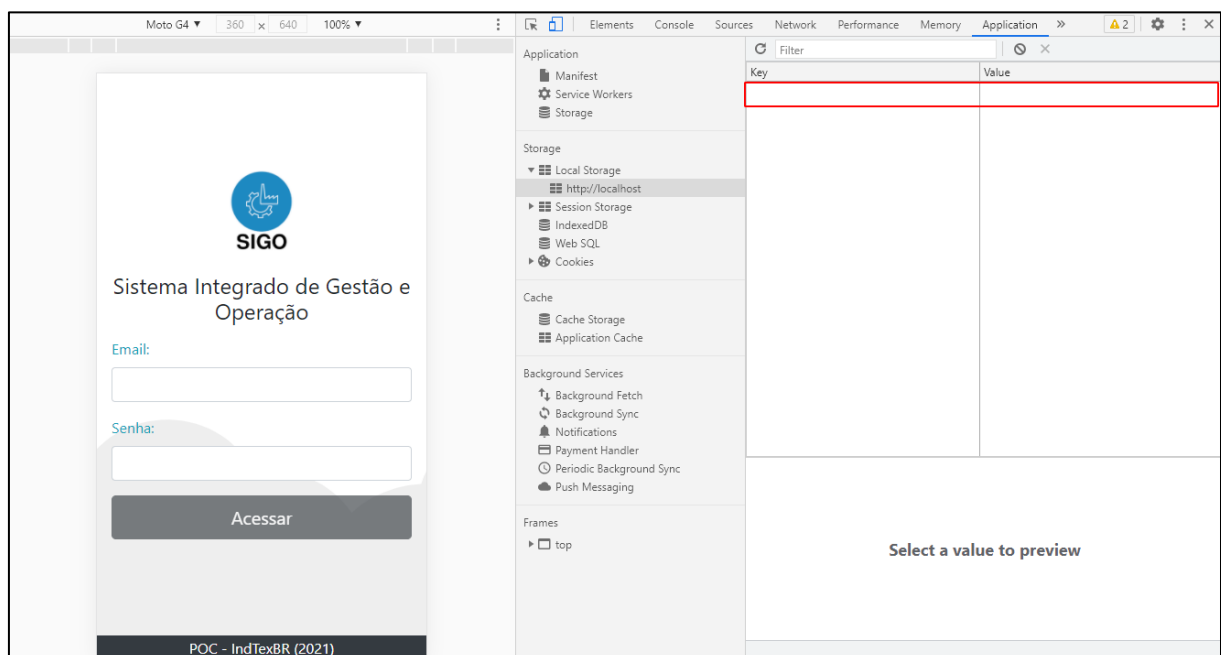 Moto G4 ▼ 360 x 640 100% ▼
Elements Console Sources Network Performance Memory Application » 2
Application
Manifest
Service Workers
Storage
Storage
Local Storage
http://localhost
Session Storage
IndexedDB
Web SQL
Cookies
Cache
Cache Storage
Application Cache
Background Services
Background Fetch
Background Sync
Notifications
Payment Handler
Periodic Background Sync
Push Messaging
Frames
top
Filter
Key Value
Select a value to preview
SIGO
Sistema Integrado de Gestão e
Operação
Email:
Senha:
Acessar
POC - IndTexBR (2021)